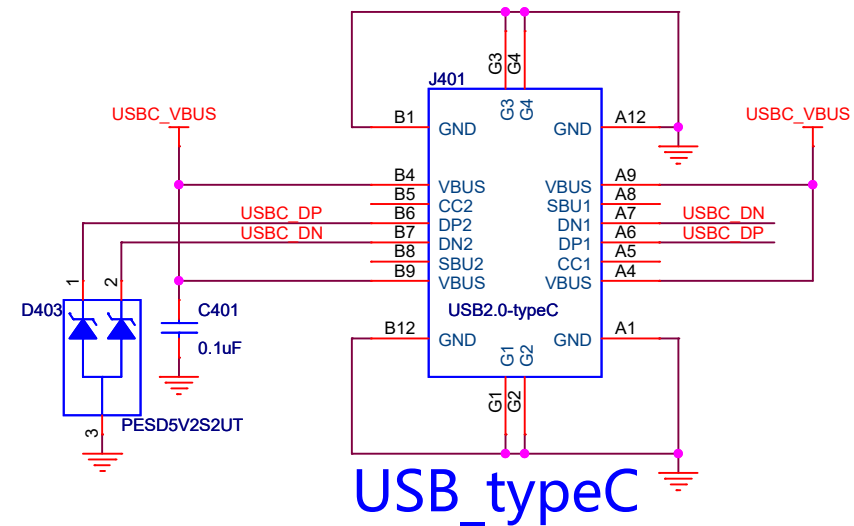 G3
G4
J401
USBC_VBUS
USBC_VBUS
B1
GND
G3
G4
GND
A12
B4
VBUS
VBUS
A9
B5
CC2
SBU1
A8
USBC_DP
B6
DP2
DN1
A7
USBC_DN
USBC_DN
B7
DN2
DP1
A6
USBC_DP
B8
SBU2
CC1
A5
B9
VBUS
VBUS
A4
1
2
D403
C401
0.1uF
USB2.0-typeC
B12
GND
G1
G2
GND
A1
G1
G2
PESD5V2S2UT
3
USB_typeC